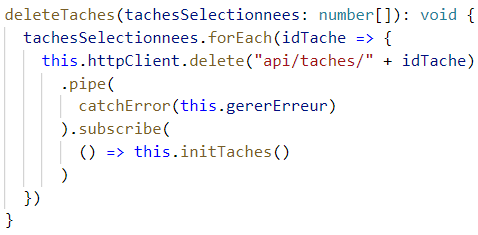 deleteTaches(tachesSelectionnees: number[]): void {
  tachesSelectionnees.forEach(idTache => {
    this.httpClient.delete("api/taches/" + idTache)
      .pipe(
        catchError(this.gererErreur)
      ).subscribe(
        () => this.initTaches()
      )
  })
}